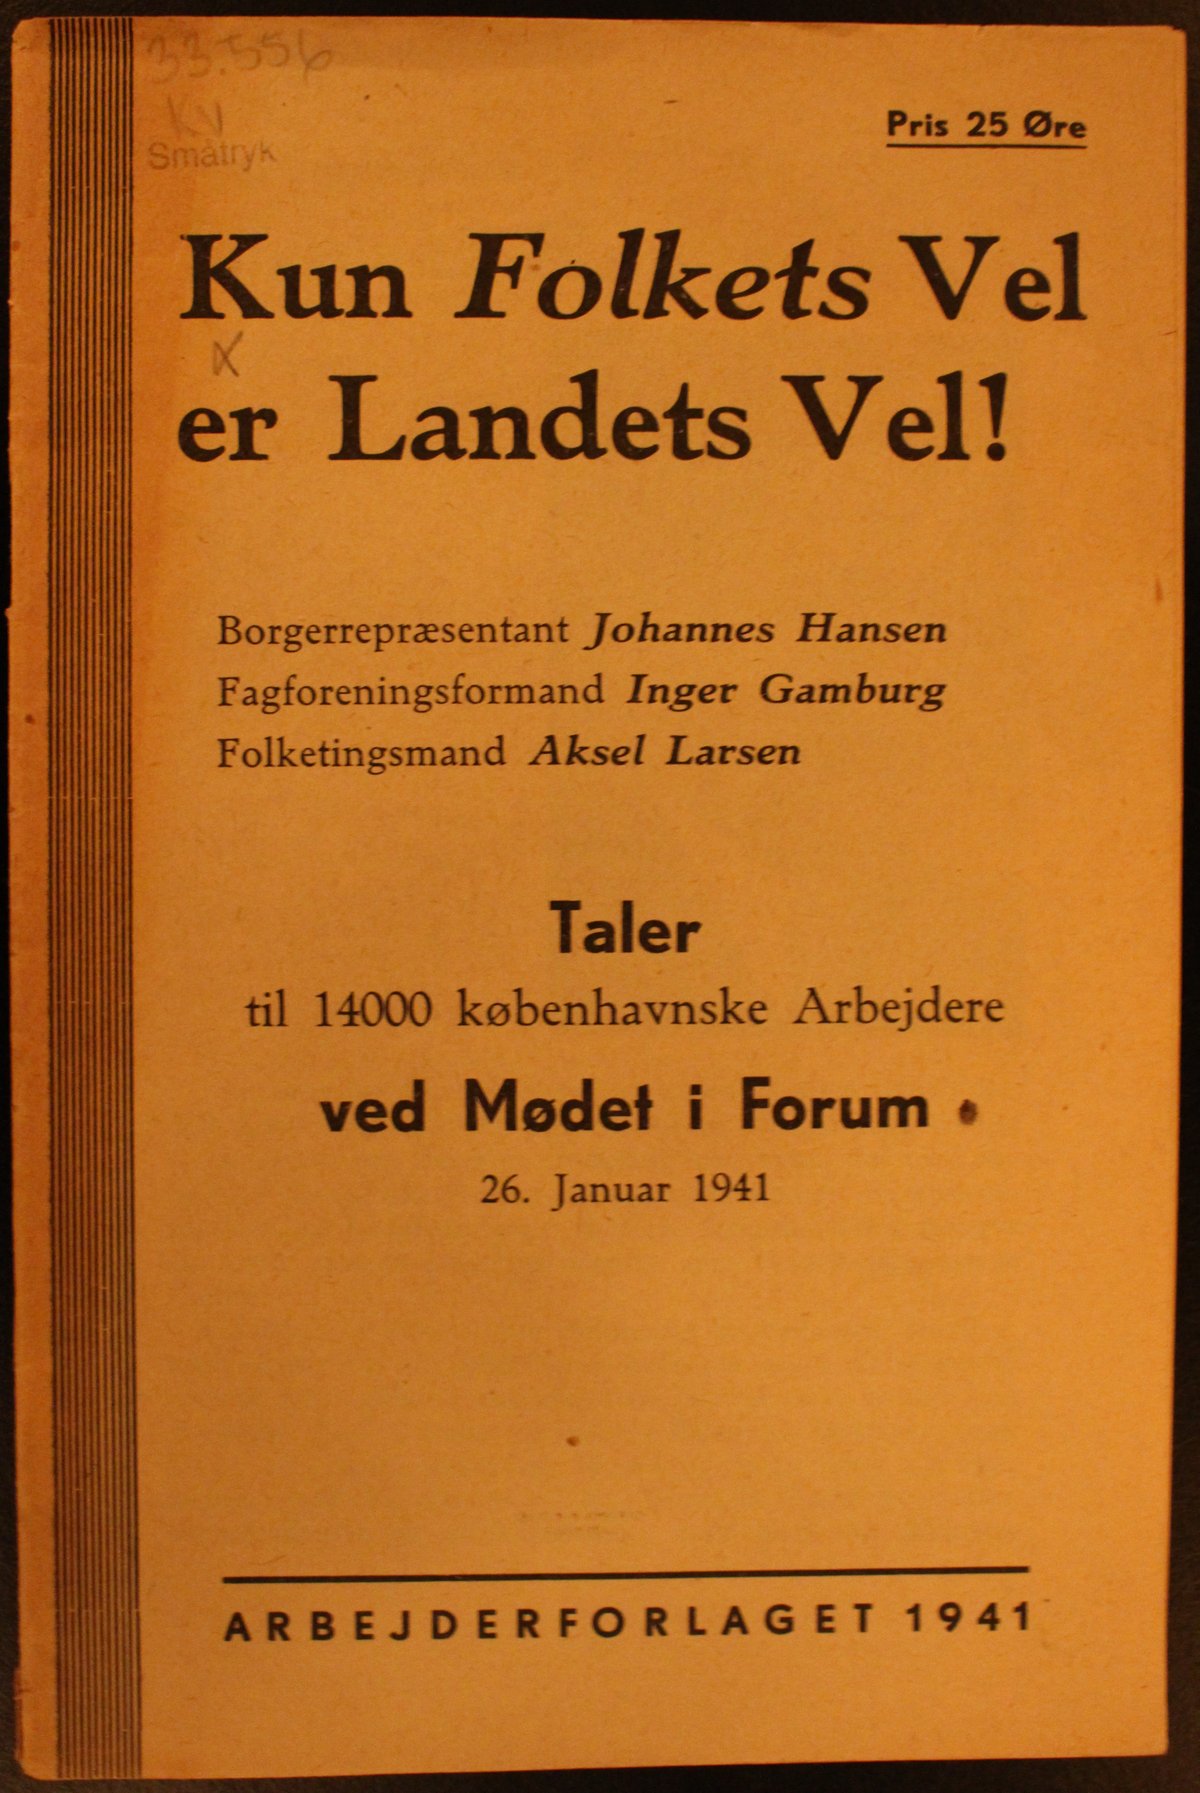 33.556
Kv
Småtryk
Pris 25 Øre
Kun Folkets Vel
er Landets Vel!
Borgerrepræsentant Johannes Hansen
Fagforeningsformand Inger Gamburg
Folketingsmand Aksel Larsen
Taler
til 14000 københavnske Arbejdere
ved Mødet i Forum
26. Januar 1941
ARBEJDERFORLAGET 1941